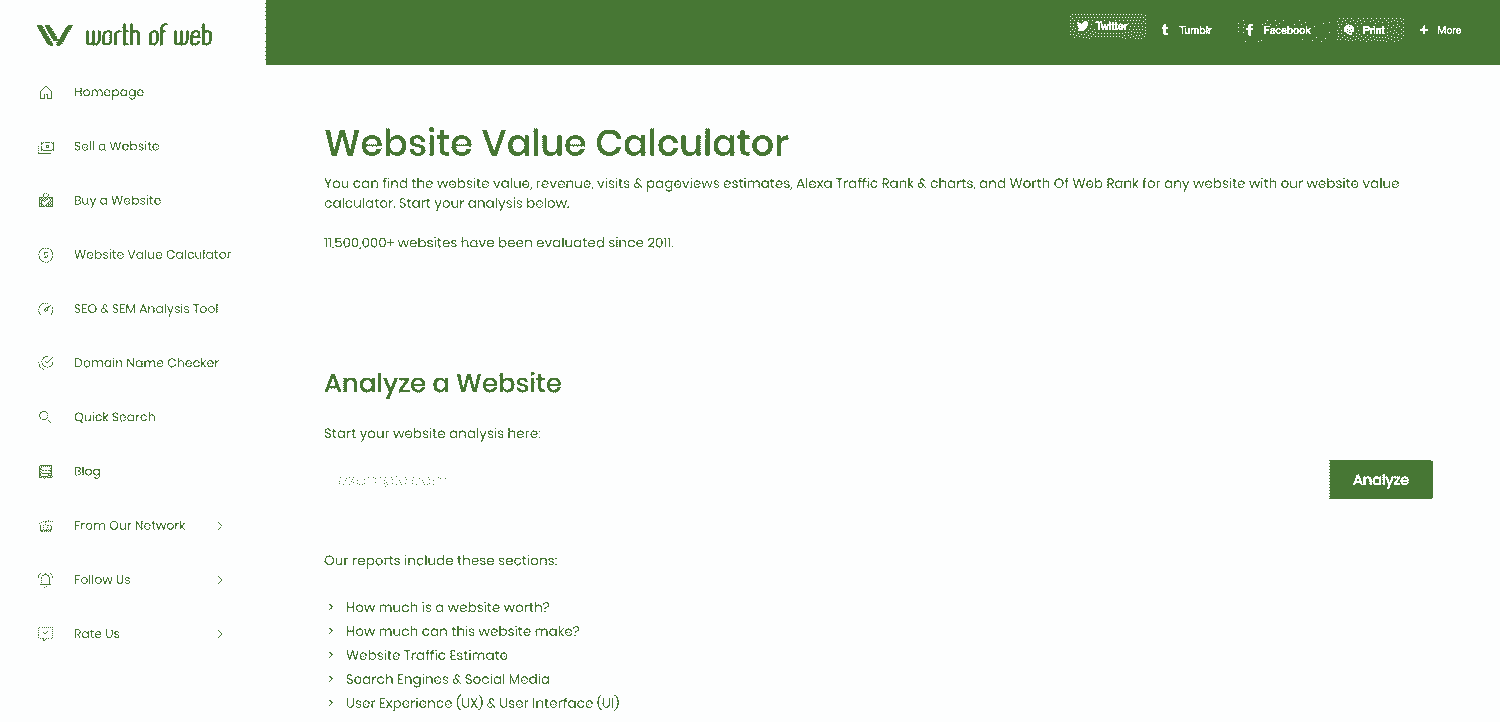 worth of web
Twitter
Tumblr
Facebook
Print
More
Homepage
Sell a Website
Buy a Website
Website Value Calculator
SEO & SEM Analysis Tool
Domain Name Checker
Quick Search
Blog
From Our Network
Follow Us
Rate Us
Website Value Calculator
You can find the website value, revenue, visits & pageviews estimates, Alexa Traffic Rank & charts, and Worth Of Web Rank for any website with our website value
calculator. Start your analysis below.
11,500,000+ websites have been evaluated since 2011.
Analyze a Website
Start your website analysis here:
Analyze
Our reports include these sections:
How much is a website worth?
How much can this website make?
Website Traffic Estimate
Search Engines & Social Media
User Experience (UX) & User Interface (UI)